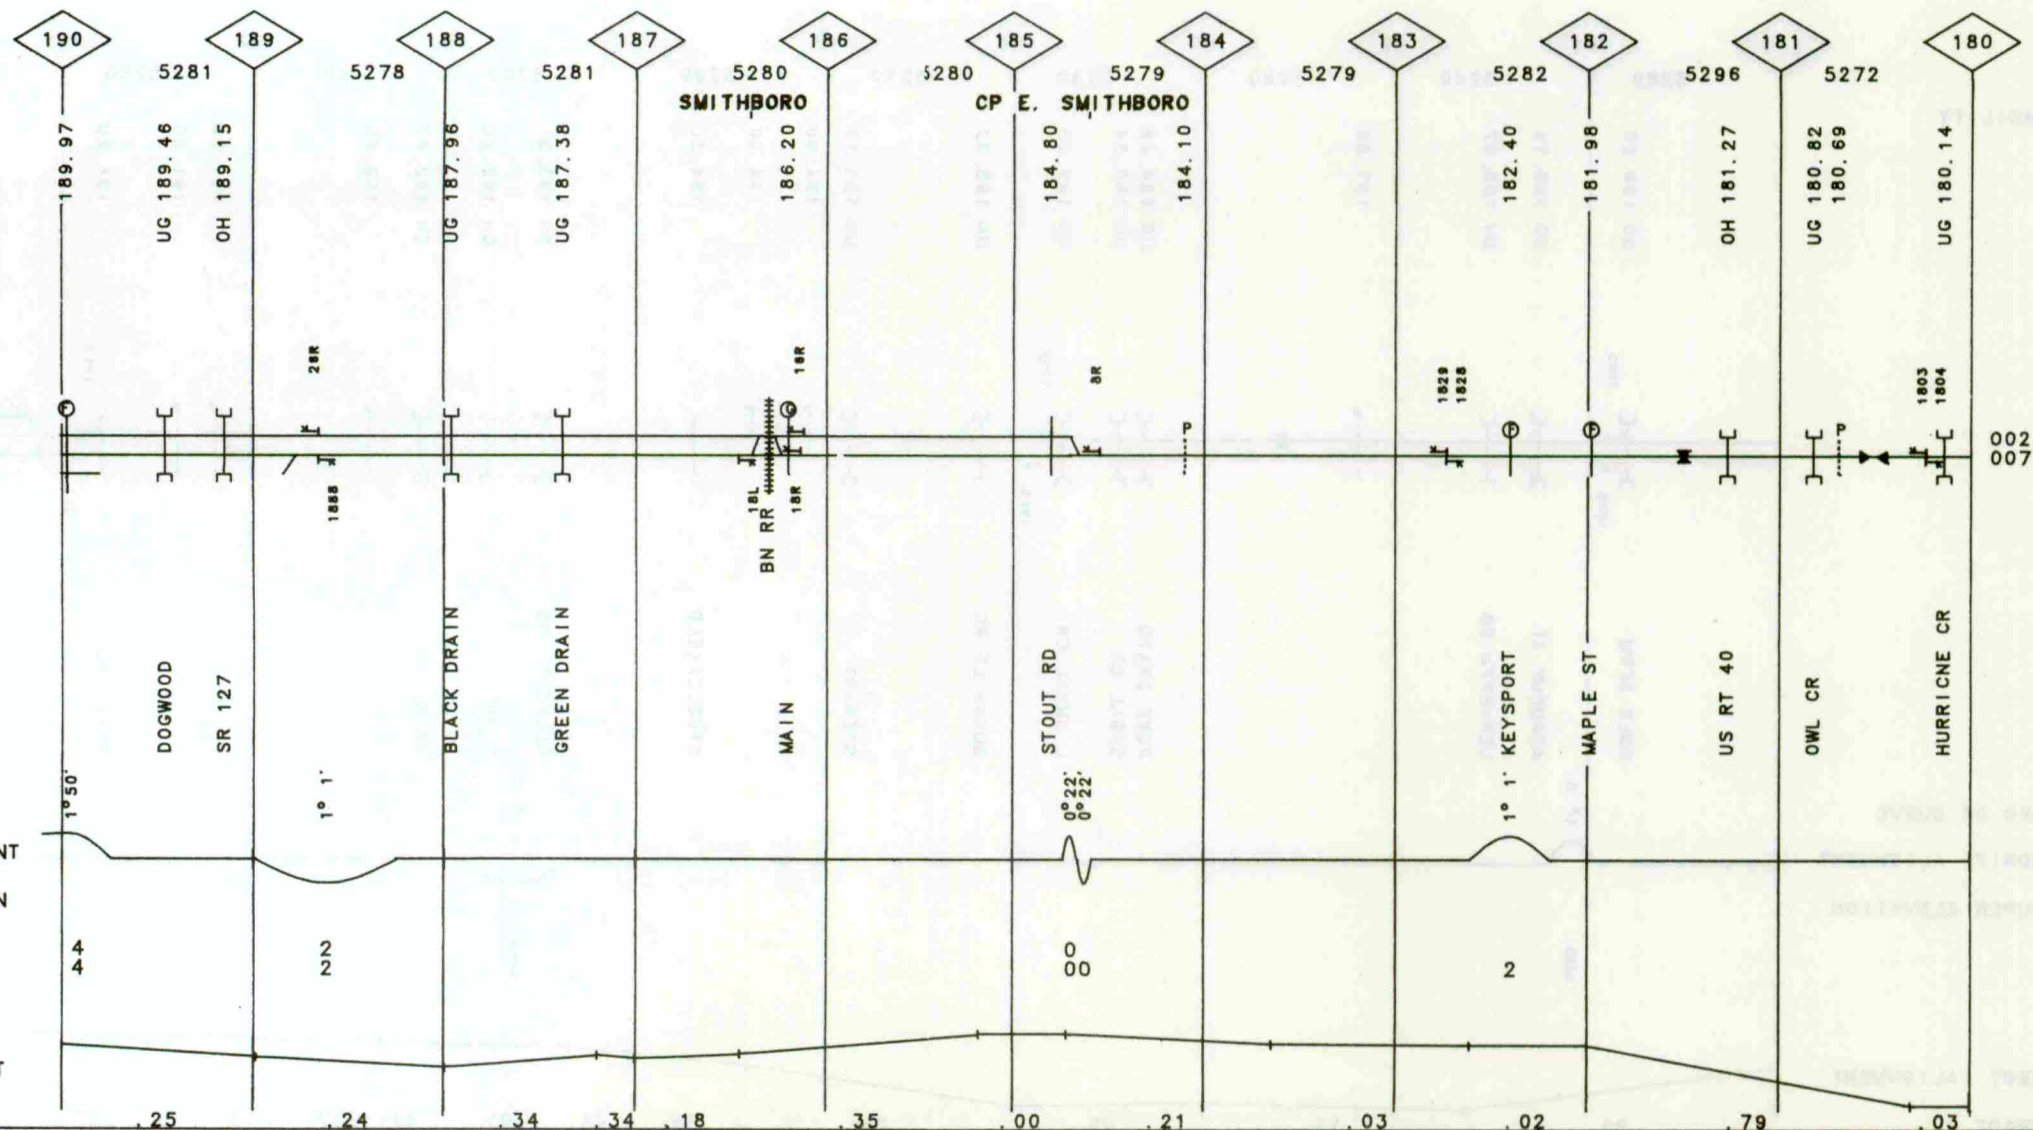 190 189 188 187 186 185 184 183 182 181 180
5281 5278 5281 5280 5280 5279 5279 5282 5296 5272
SMITHBORO CP E. SMITHBORO
189.97
UG 189.46
OH 189.15
UG 187.96
UG 187.38
186.20
184.80
184.10
182.40
181.98
OH 181.27
UG 180.82
180.69
UG 180.14
28R
18R
8R
1829
1828
1803
1804
P
P
002
007
1888
18L
18R
BN RR
DOGWOOD
SR 127
BLACK DRAIN
GREEN DRAIN
MAIN
STOUT RD
KEYSPORT
MAPLE ST
US RT 40
OWL CR
HURRICNE CR
1°50'
1° 1'
0°22'
0°22'
1° 1'
NT
N
4 2 0
4 2 00 2
T
.25 .24 .34 .34 .18 .35 .00 .21 .03 .02 .79 .03